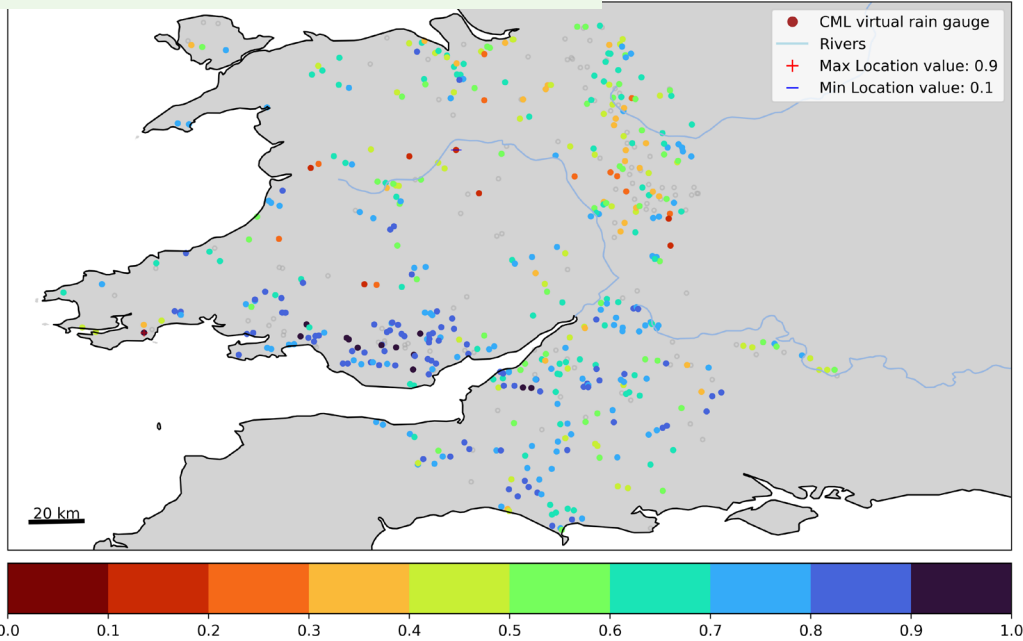 CML virtual rain gauge
Rivers
Max Location value: 0.9
Min Location value: 0.1
20 km
0.0 0.1 0.2 0.3 0.4 0.5 0.6 0.7 0.8 0.9 1.0